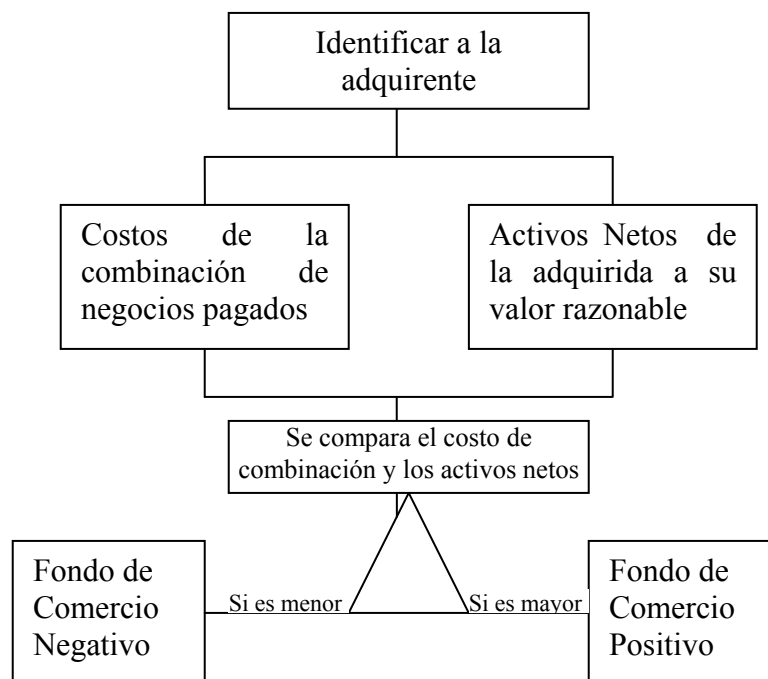 Identificar a la
adquirente
Costos de la
combinación de
negocios pagados
Activos Netos de
la adquirida a su
valor razonable
Se compara el costo de
combinación y los activos netos
Fondo de
Comercio
Negativo
Si es menor
Si es mayor
Fondo de
Comercio
Positivo